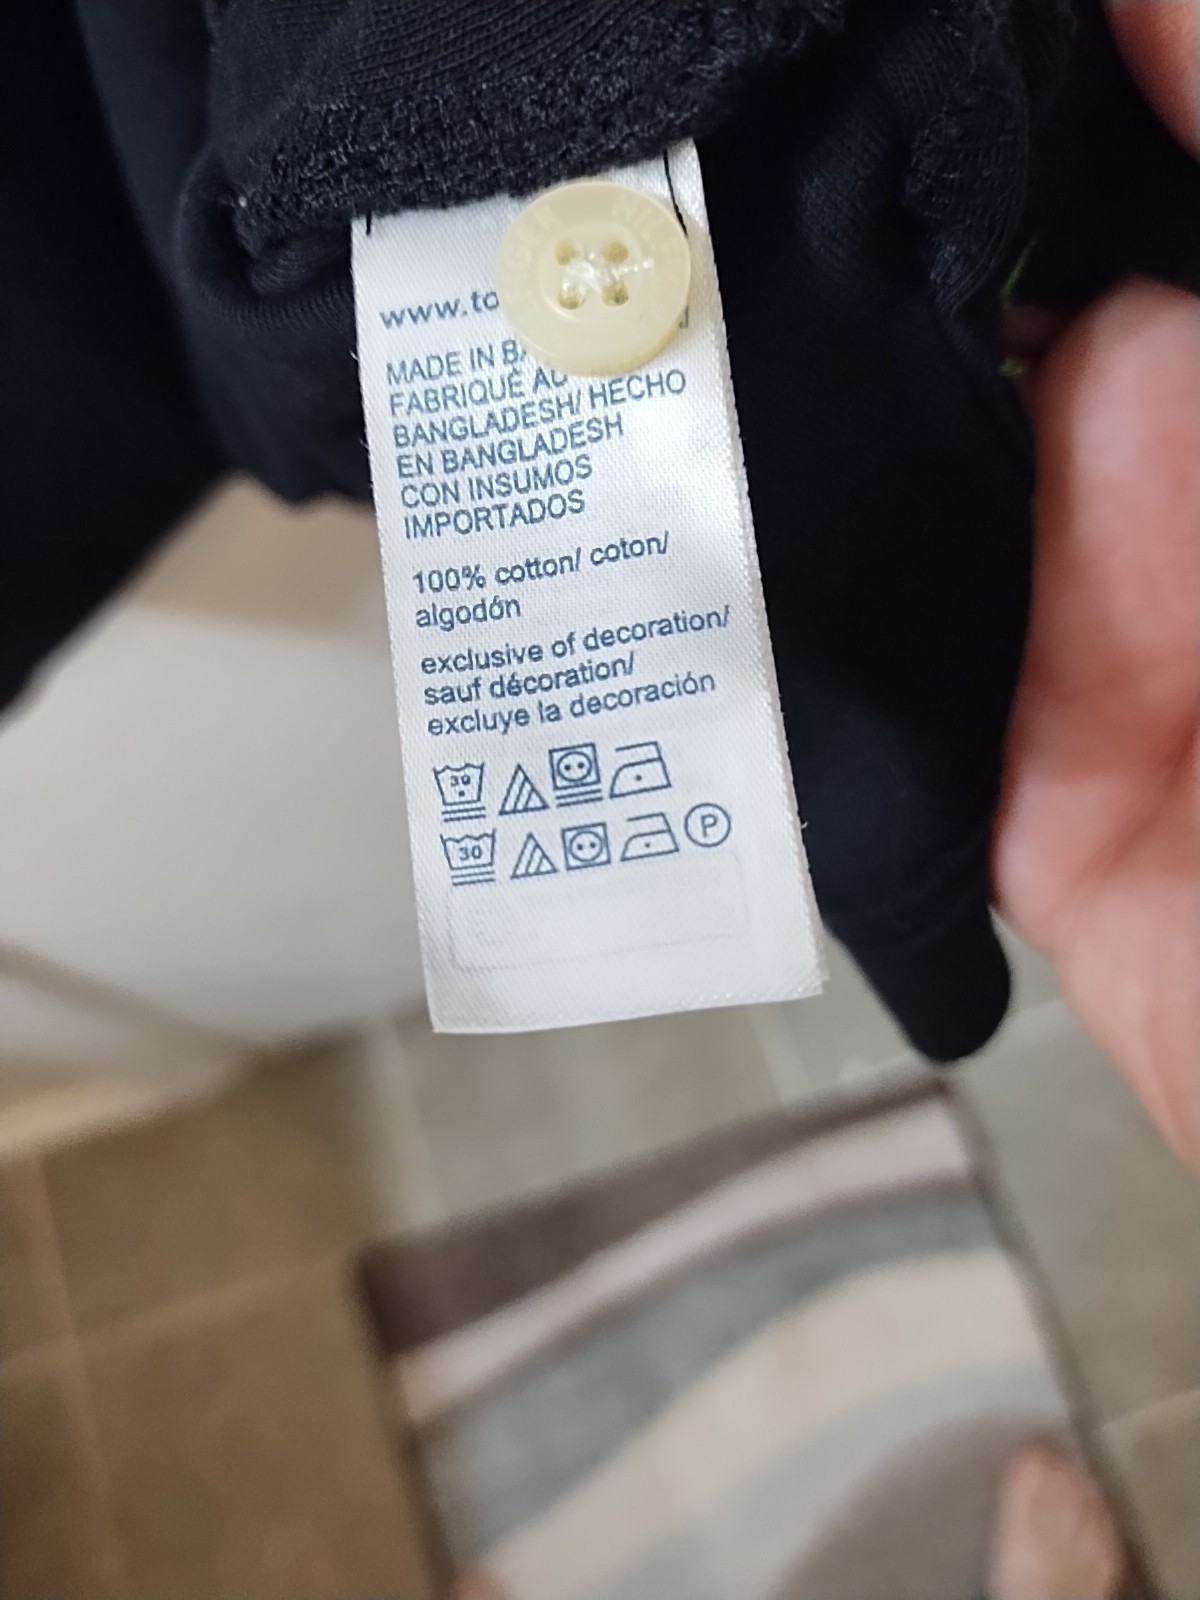 www.to
MADE IN BA
FABRIQUÉ AU
BANGLADESH/ HECHO
EN BANGLADESH
CON INSUMOS
IMPORTADOS
100% cotton/ coton/
algodón
exclusive of decoration/
sauf décoration/
excluye la decoración
30
30 P